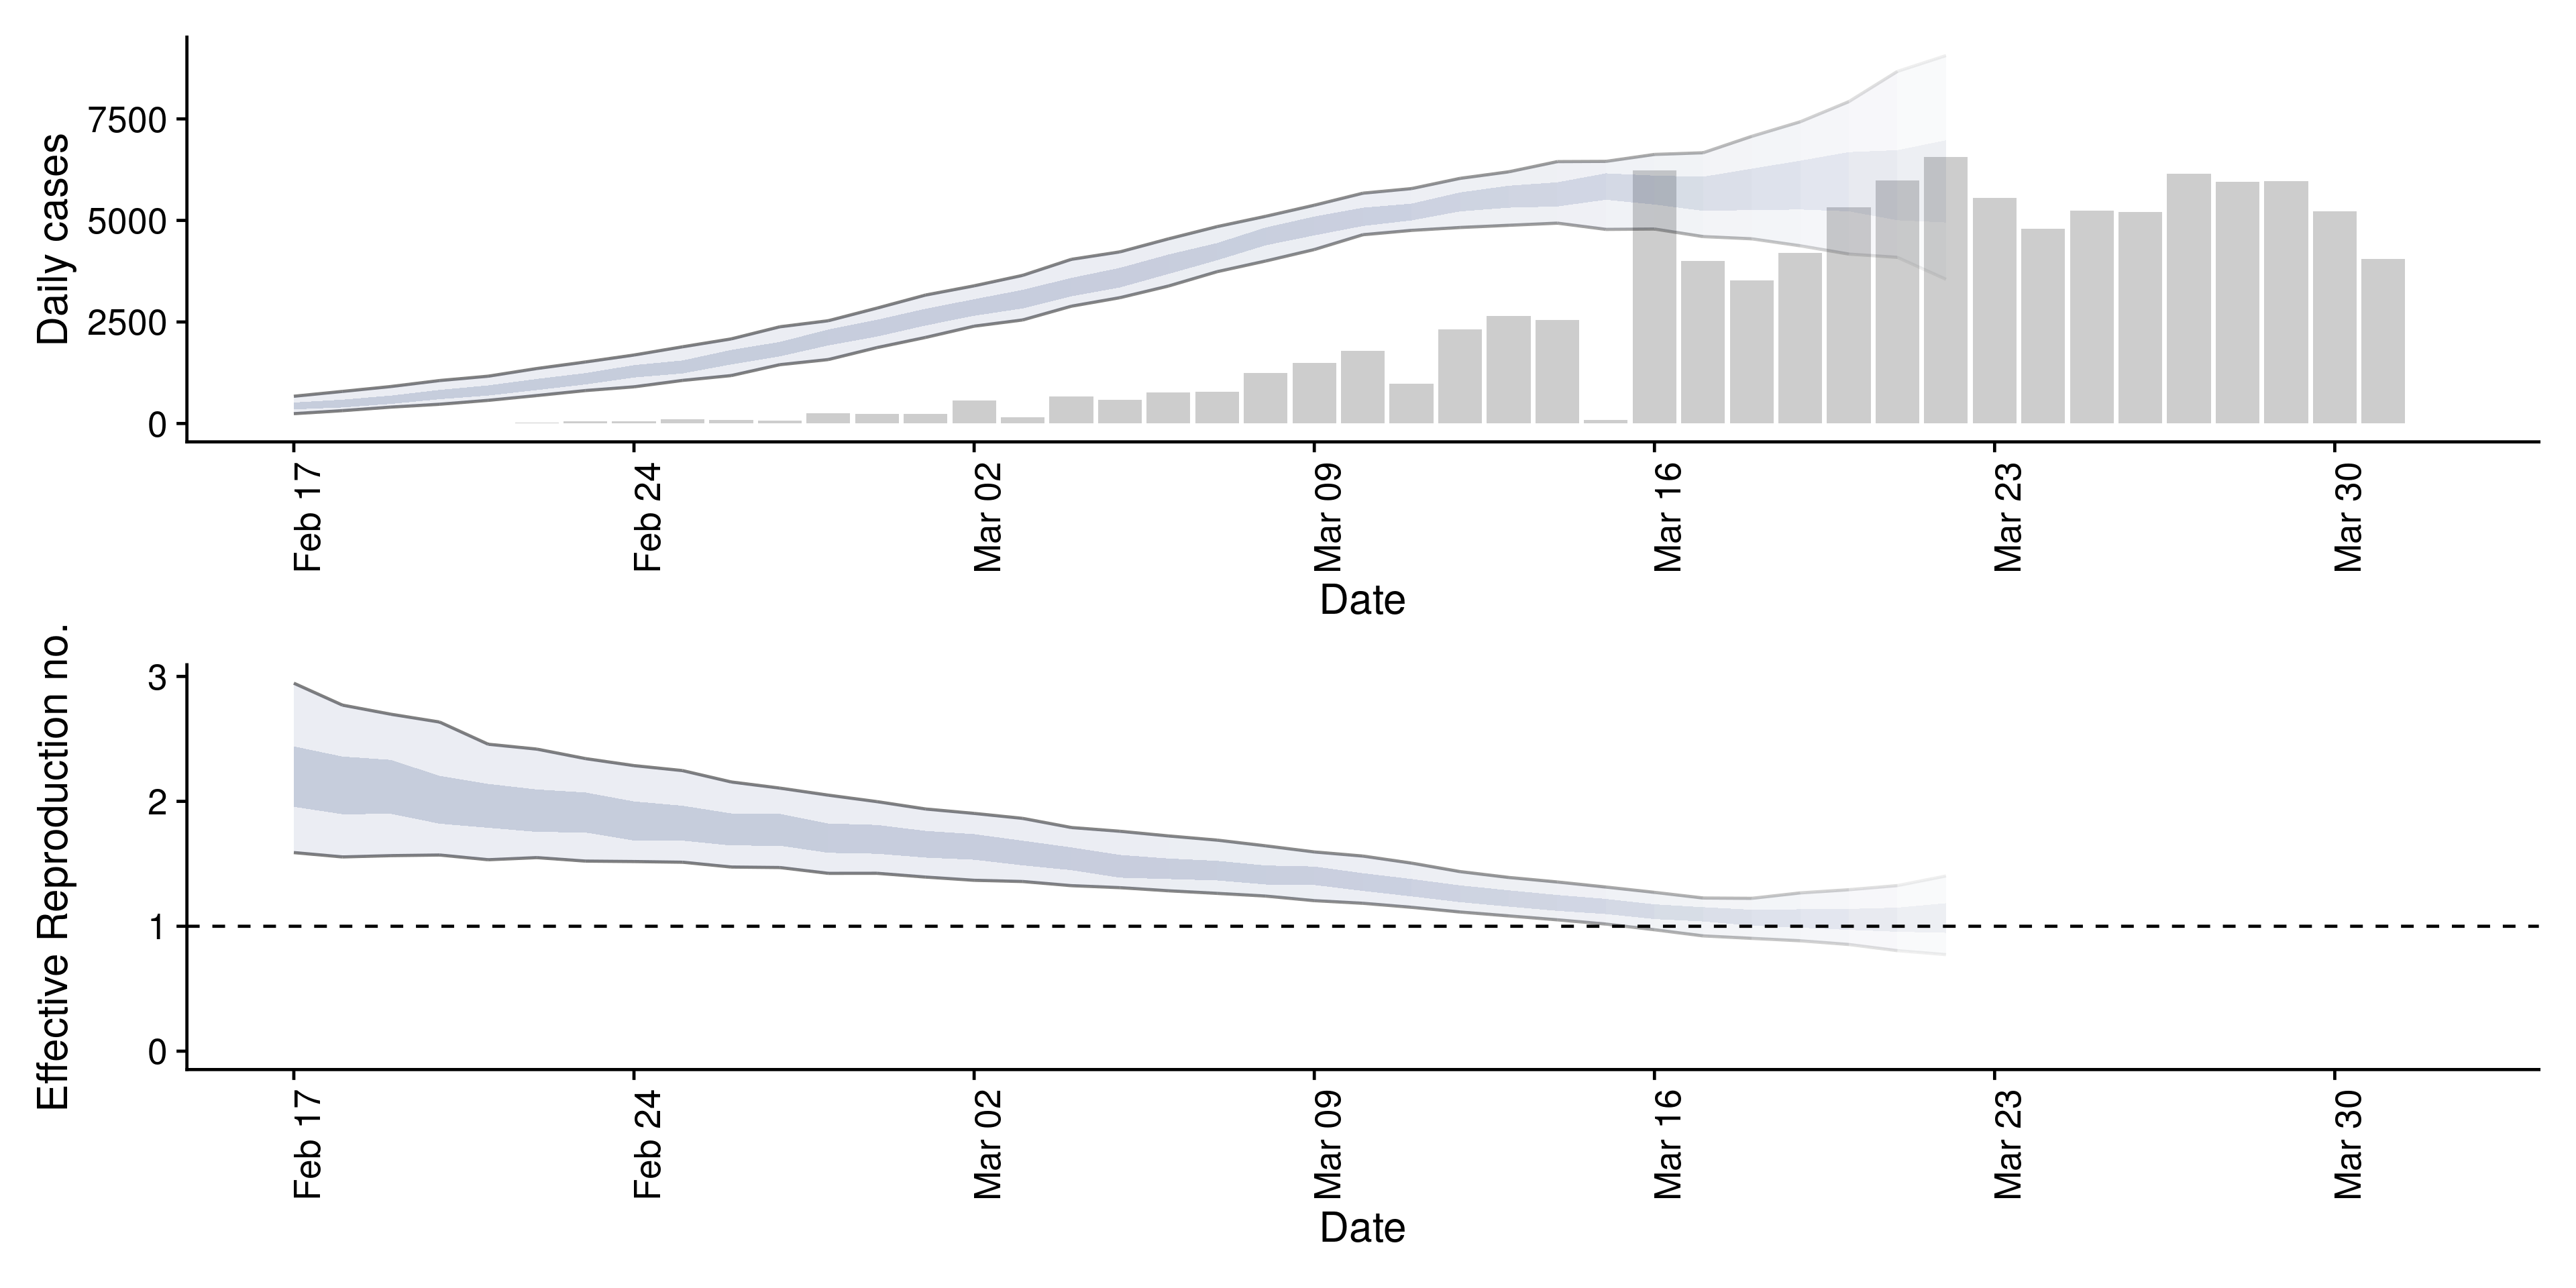 Daily cases
7500
5000
2500
0
Feb 17
Feb 24
Mar 02
Mar 09
Mar 16
Mar 23
Mar 30
Date
Effective Reproduction no.
3
2
1
0
Feb 17
Feb 24
Mar 02
Mar 09
Mar 16
Mar 23
Mar 30
Date